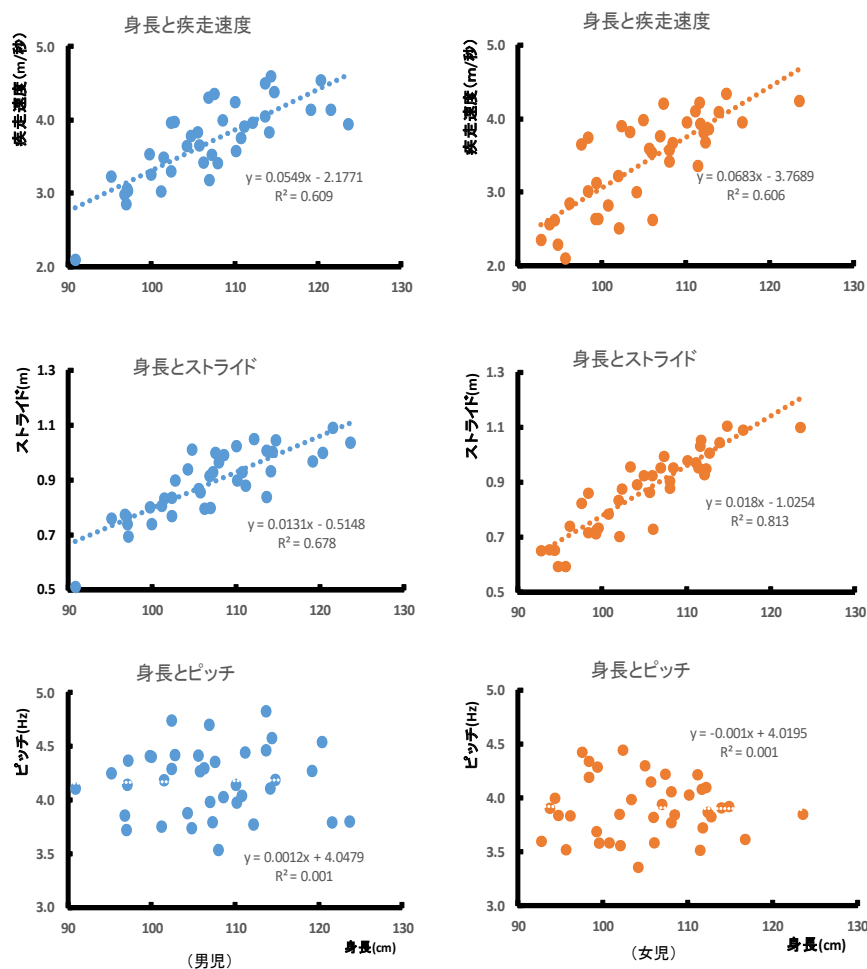 身長と疾走速度
疾走速度(m/秒)
5.0
4.0
3.0
2.0
y = 0.0549x - 2.1771
R² = 0.609
90
100
110
120
130
身長と疾走速度
疾走速度(m/秒)
5.0
4.0
3.0
2.0
y = 0.0683x - 3.7689
R² = 0.606
90
100
110
120
130
身長とストライド
ストライド(m)
1.3
1.1
0.9
0.7
0.5
y = 0.0131x - 0.5148
R² = 0.678
90
100
110
120
130
身長とストライド
ストライド(m)
1.3
1.1
0.9
0.7
0.5
y = 0.018x - 1.0254
R² = 0.813
90
100
110
120
130
身長とピッチ
ピッチ(Hz)
5.0
4.5
4.0
3.5
3.0
y = 0.0012x + 4.0479
R² = 0.001
90
100
110
120
130
身長(cm)
(男児)
身長とピッチ
ピッチ(Hz)
5.0
4.5
4.0
3.5
3.0
y = -0.001x + 4.0195
R² = 0.001
90
100
110
120
130
身長(cm)
(女児)